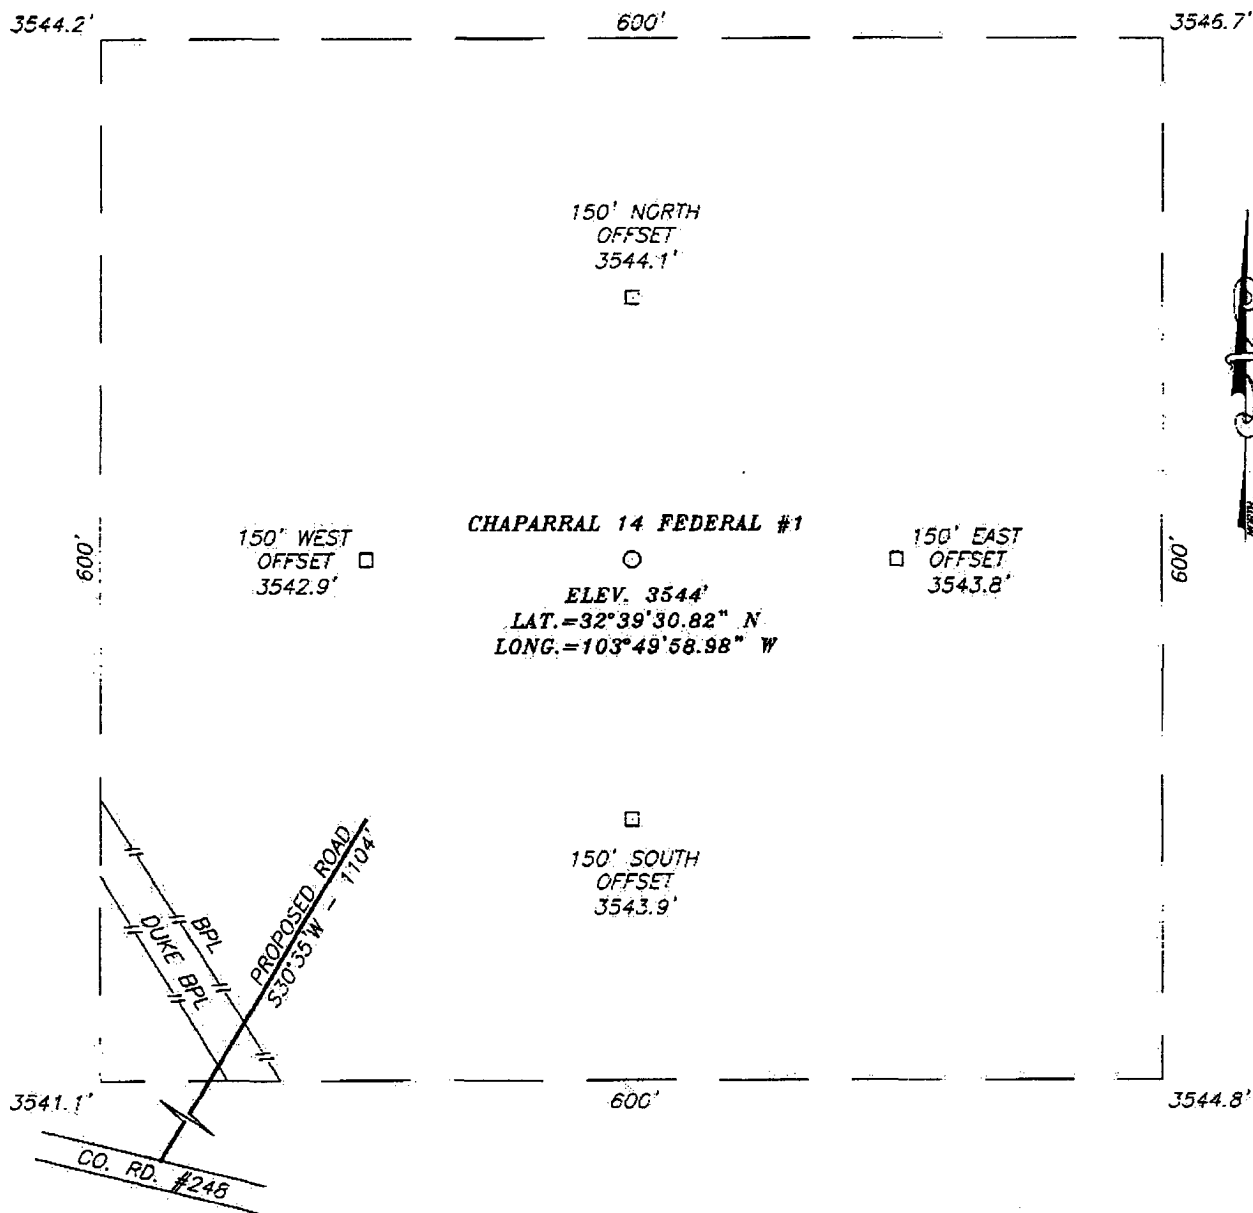 3544.2'
600'
3546.7'
150' NORTH
OFFSET
3544.1'
CHAPARRAL 14 FEDERAL #1
150' WEST
OFFSET
3542.9'
600'
150' EAST
OFFSET
3543.8'
600'
ELEV. 3544'
LAT.=32°39'30.82" N
LONG.=103°49'58.98" W
150' SOUTH
OFFSET
3543.9'
PROPOSED ROAD
S30°35'W - 1104'
BPL
DUKE BPL
3541.1'
600'
3544.8'
CO. RD. #248